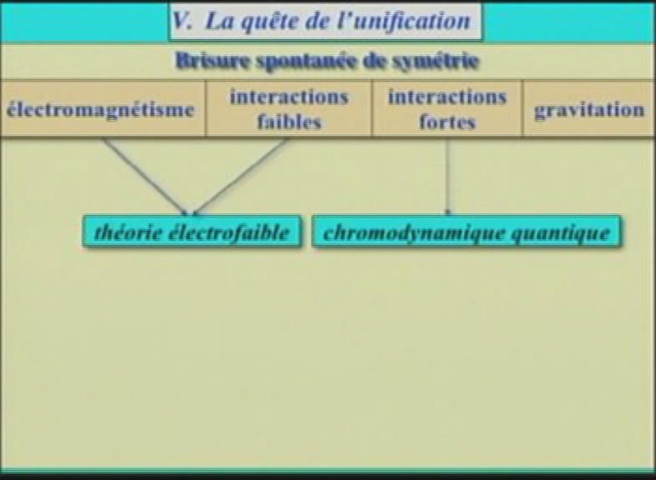 V. La quête de l'unification
Brisure spontanée de symétrie
électromagnétisme
interactions
faibles
interactions
fortes
gravitation
théorie électrofaible
chromodynamique quantique